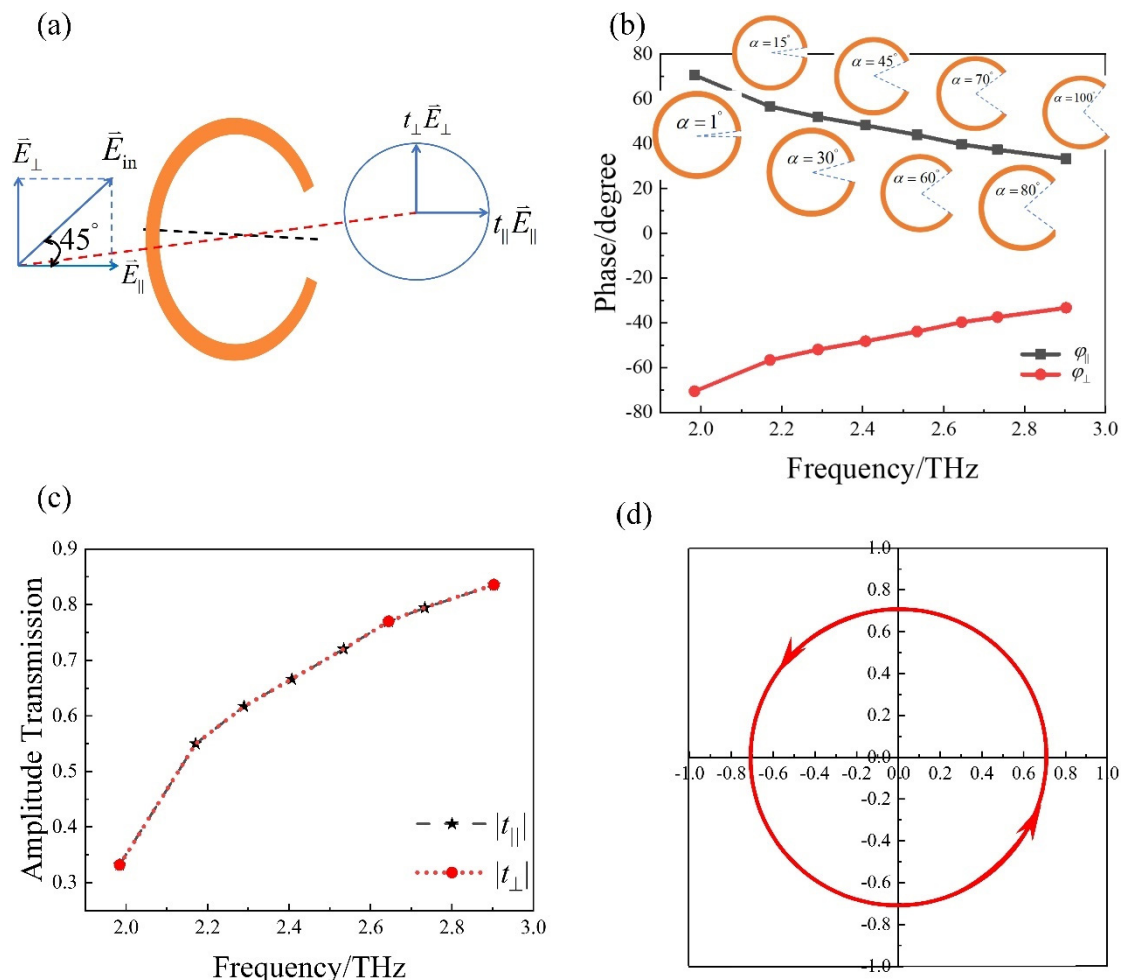 (a)
E⃗⊥
E⃗in
45°
E⃗∥
t⊥E⃗⊥
t∥E⃗∥
(b)
80
60
40
20
0
-20
-40
-60
-80
Phase/degree
α = 15°
α = 45°
α = 70°
α = 100°
α = 1°
α = 30°
α = 60°
α = 80°
φ∥
φ⊥
2.0 2.2 2.4 2.6 2.8 3.0
Frequency/THz
(c)
0.9
0.8
0.7
0.6
0.5
0.4
0.3
Amplitude Transmission
|t∥|
|t⊥|
2.0 2.2 2.4 2.6 2.8 3.0
Frequency/THz
(d)
1.0
0.8
0.6
0.4
0.2
0.0
-1.0 -0.8 -0.6 -0.4 -0.2 0.0 0.2 0.4 0.6 0.8 1.0
-0.2
-0.4
-0.6
-0.8
-1.0